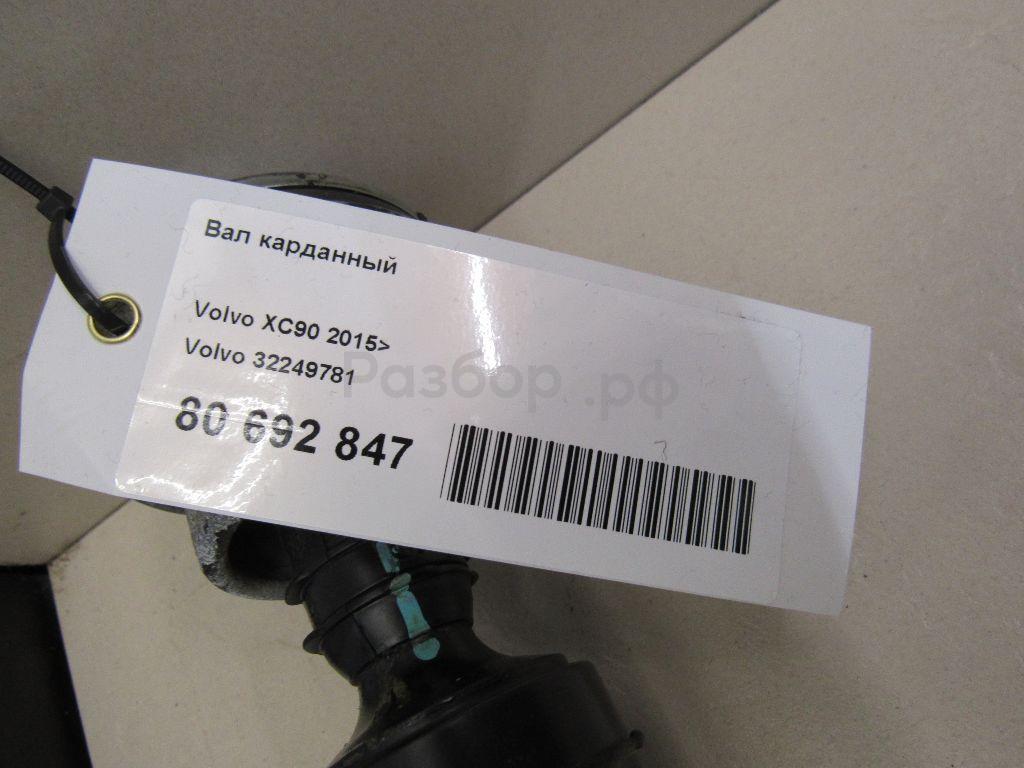 Вал карданный
Volvo XC90 2015>
Volvo 32249781
Разбор.рф
80 692 847